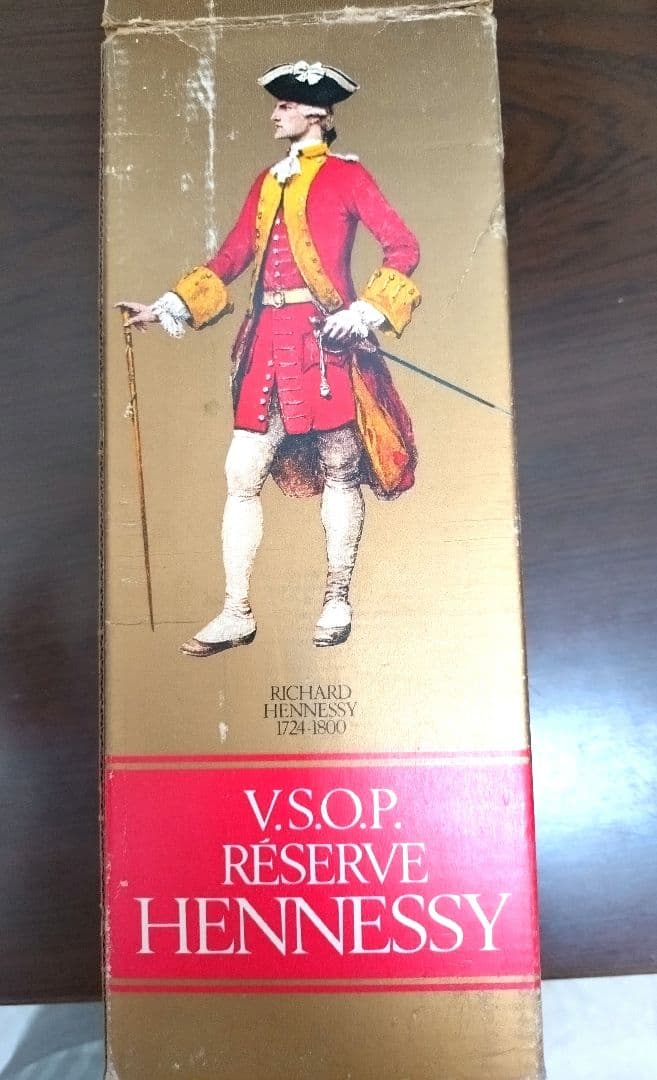 RICHARD
HENNESSY
1724-1800
V.S.O.P.
RÉSERVE
HENNESSY